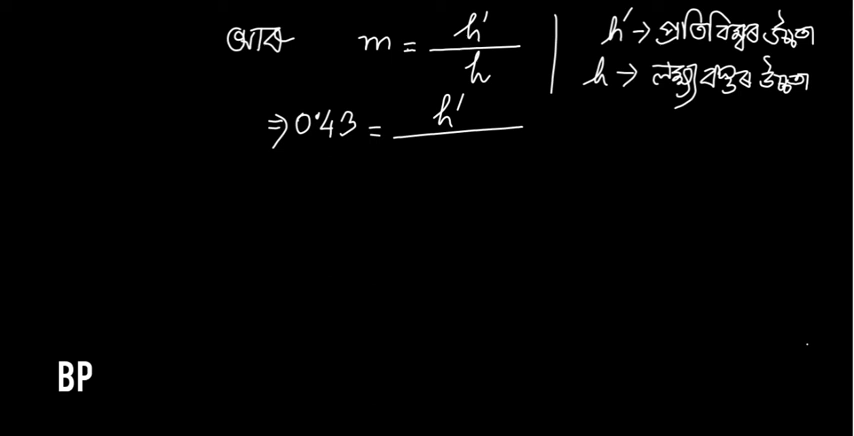 আৰু m = h'/h | h' → প্ৰতিবিম্বৰ উচ্চতা
h → লক্ষ্যবস্তুৰ উচ্চতা
⇒ 0.43 = h'/
BP